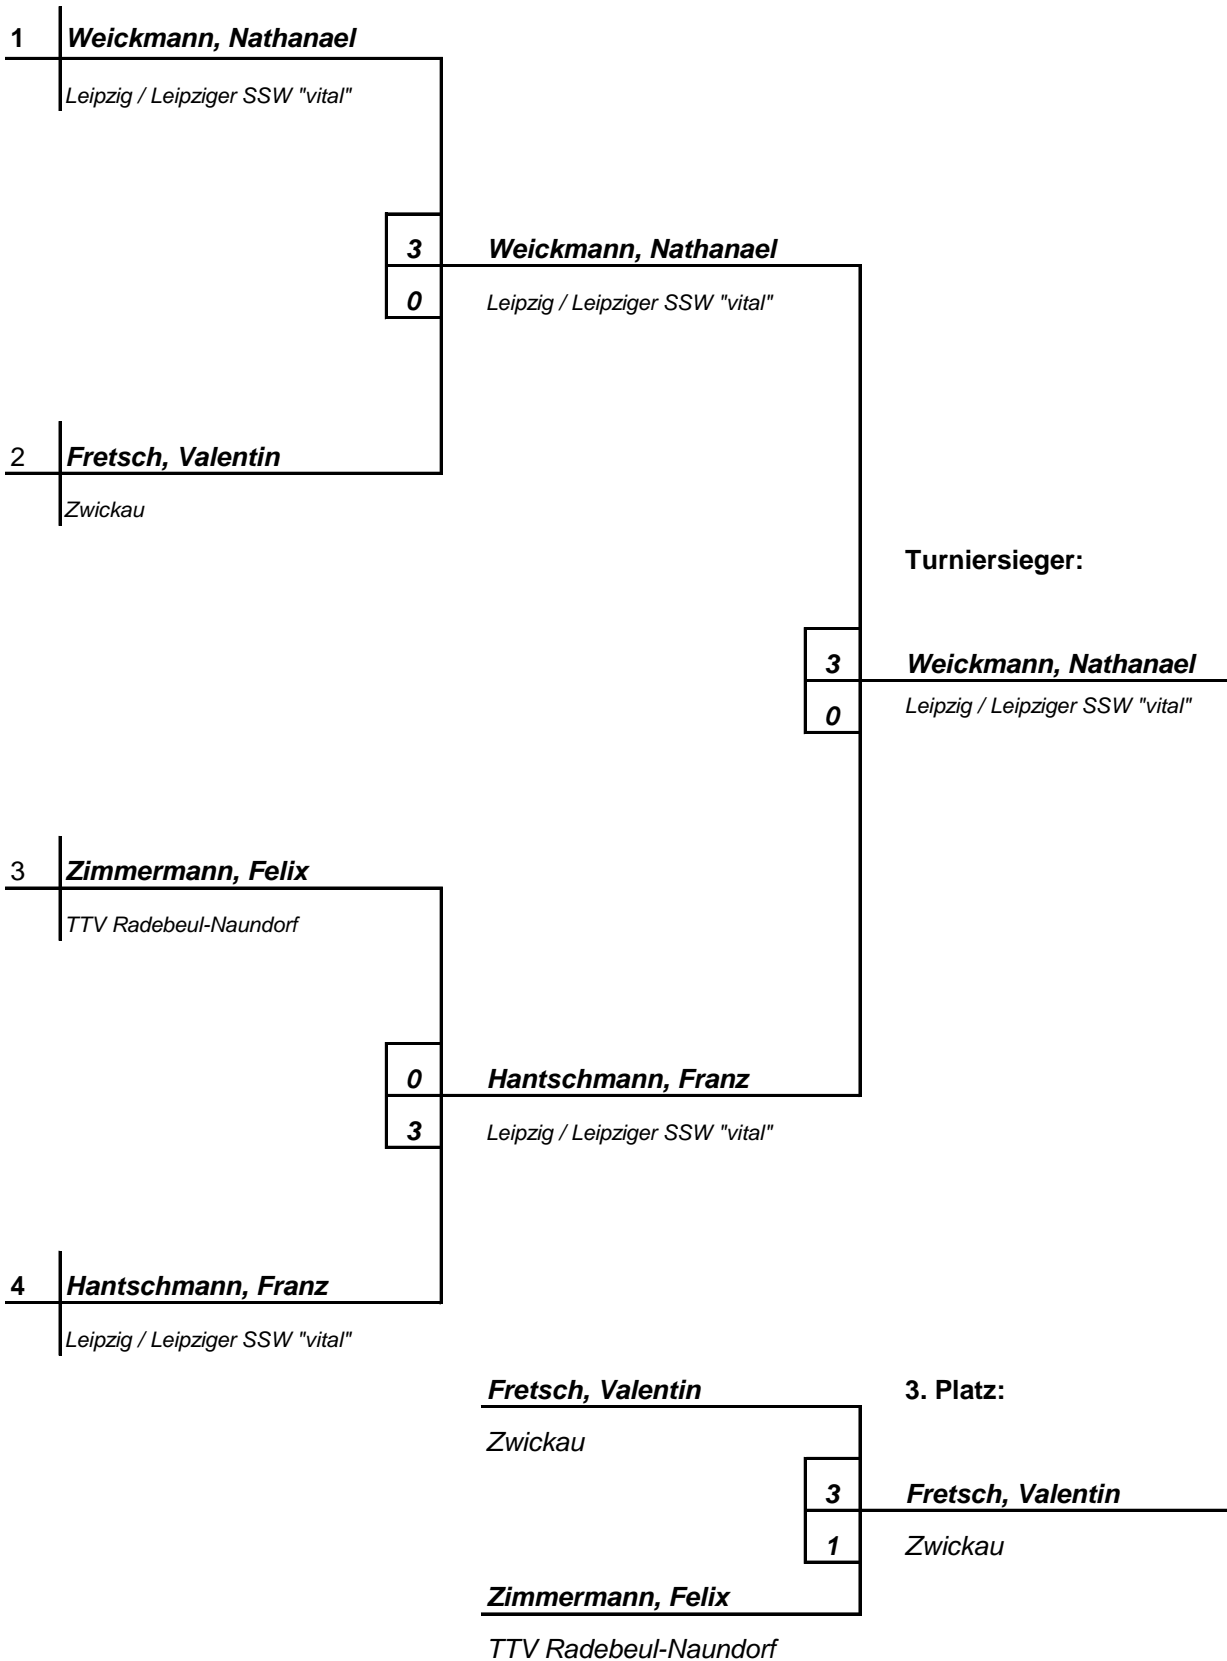 1 Weickmann, Nathanael
Leipzig / Leipziger SSW "vital"
3 Weickmann, Nathanael
0 Leipzig / Leipziger SSW "vital"
2 Fretsch, Valentin
Zwickau
Turniersieger:
3 Weickmann, Nathanael
0 Leipzig / Leipziger SSW "vital"
3 Zimmermann, Felix
TTV Radebeul-Naundorf
0 Hantschmann, Franz
3 Leipzig / Leipziger SSW "vital"
4 Hantschmann, Franz
Leipzig / Leipziger SSW "vital"
Fretsch, Valentin 3. Platz:
Zwickau
3 Fretsch, Valentin
1 Zwickau
Zimmermann, Felix
TTV Radebeul-Naundorf